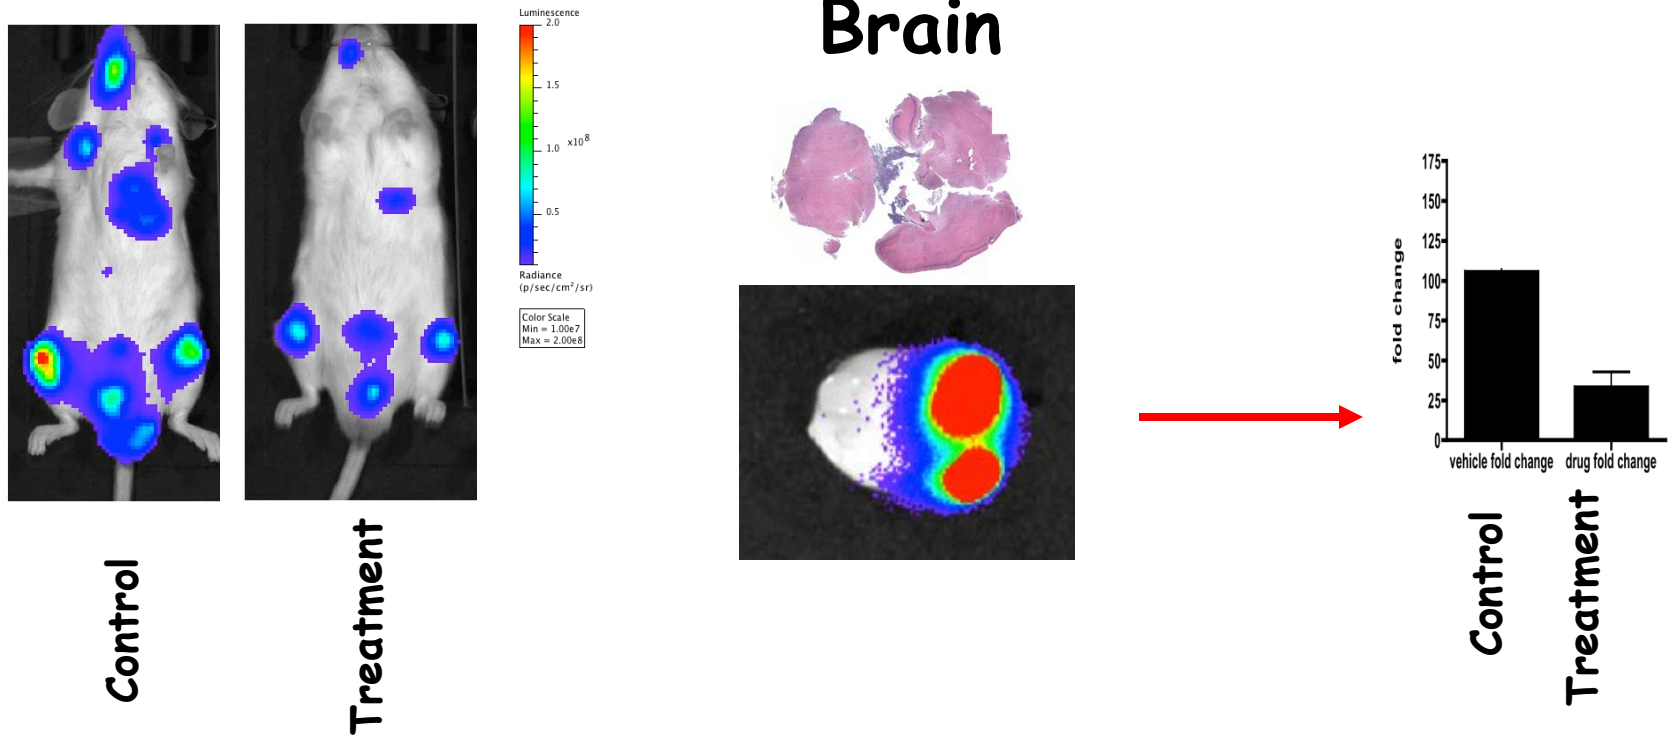 Luminescence
2.0
1.5
1.0
x10⁸
0.5
Radiance
(p/sec/cm²/sr)
Color Scale
Min = 1.00e7
Max = 2.00e8
Control
Treatment
Brain
fold change
175
150
125
100
75
50
25
0
vehicle fold change
drug fold change
Control
Treatment